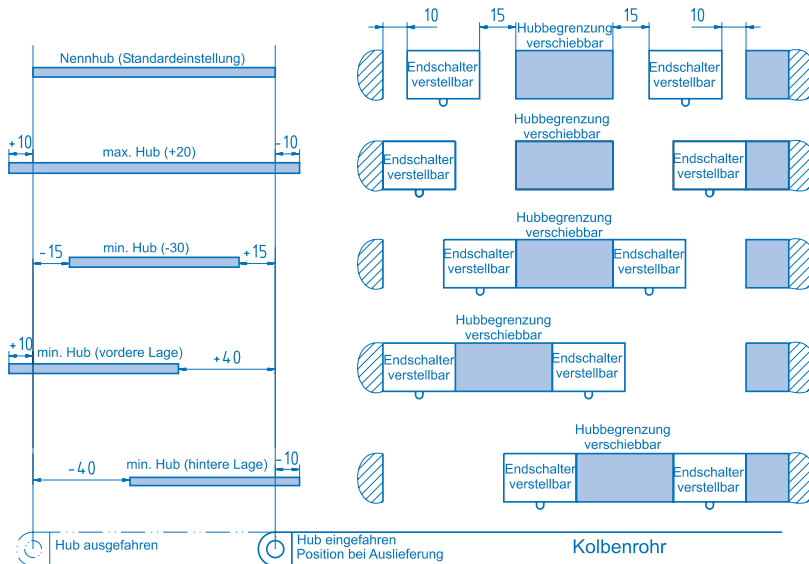 10
15
Hubbegrenzung
verschiebbar
15
10
Nennhub (Standardeinstellung)
Endschalter
verstellbar
Endschalter
verstellbar
+10
max. Hub (+20)
-10
Hubbegrenzung
verschiebbar
Endschalter
verstellbar
Endschalter
verstellbar
-15
min. Hub (-30)
+15
Hubbegrenzung
verschiebbar
Endschalter
verstellbar
Endschalter
verstellbar
+10
min. Hub (vordere Lage)
+40
Hubbegrenzung
verschiebbar
Endschalter
verstellbar
Endschalter
verstellbar
-40
min. Hub (hintere Lage)
-10
Hubbegrenzung
verschiebbar
Endschalter
verstellbar
Endschalter
verstellbar
Hub ausgefahren
Hub eingefahren
Position bei Auslieferung
Kolbenrohr